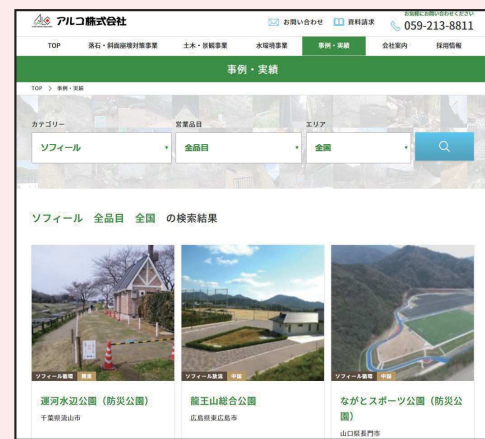 アルコ株式会社
お気軽にお問い合わせください
お問い合わせ 資料請求 059-213-8811
TOP 落石・斜面崩壊対策事業 土木・景観事業 水環境事業 事例・実績 会社案内 採用情報
事例・実績
TOP > 事例・実績
カテゴリー 営業品目 エリア
ソフィール 全品目 全国
ソフィール 全品目 全国 の検索結果
ソフィール循環 関東
ソフィール放流 中国
ソフィール循環 中国
運河水辺公園（防災公園）
千葉県流山市
龍王山総合公園
広島県東広島市
ながとスポーツ公園（防災公
園）
山口県長門市